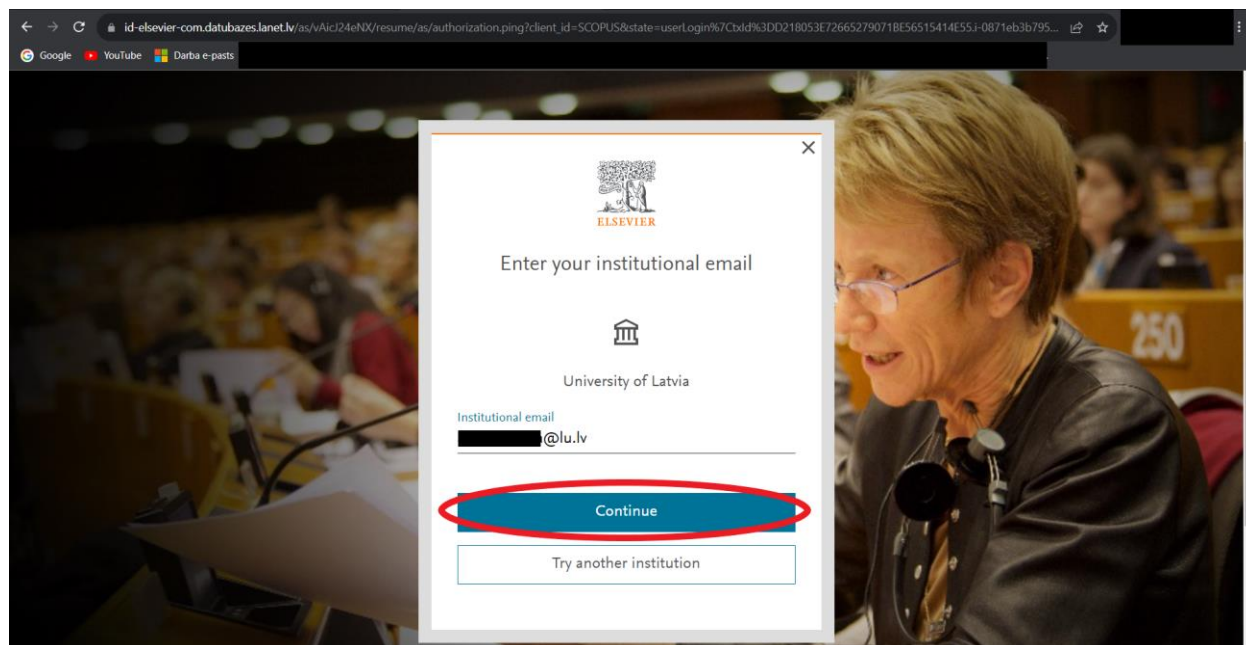 id-elsevier-com.datubazes.lanet.lv/as/vAicJ24eNX/resume/as/authorization.ping?client_id=SCOPUS&state=userLogin%7CtxId%3DD218053E72665279071BE56515414E55.i-0871eb3b795...
Google YouTube Darba e-pasts
ELSEVIER
Enter your institutional email
University of Latvia
Institutional email
@lu.lv
Continue
Try another institution
250